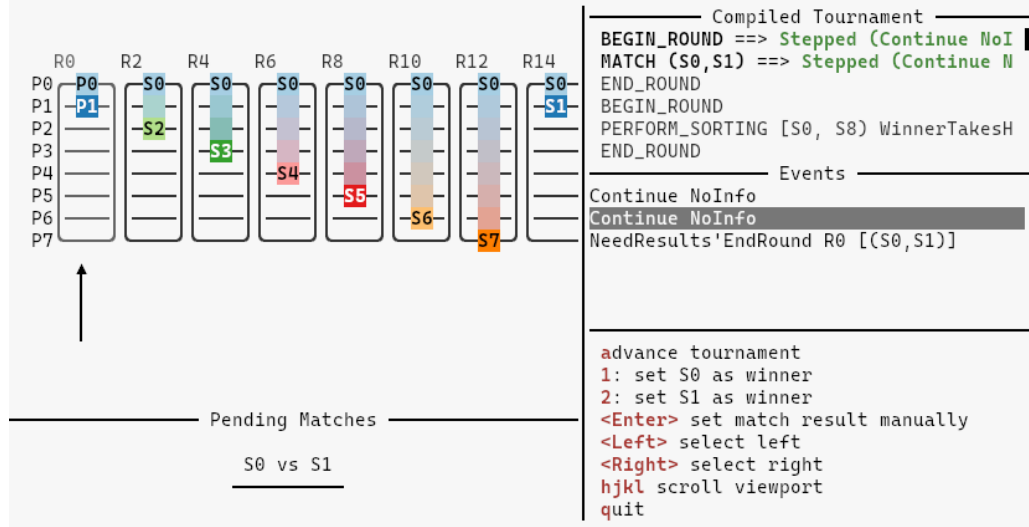 R0 R2 R4 R6 R8 R10 R12 R14
P0 P0 S0 S0 S0 S0 S0 S0 S0
P1 P1 S1
P2 S2
P3 S3
P4 S4
P5 S5
P6 S6
P7 S7
Pending Matches
S0 vs S1
Compiled Tournament
BEGIN_ROUND ==> Stepped (Continue NoI
MATCH (S0,S1) ==> Stepped (Continue N
END_ROUND
BEGIN_ROUND
PERFORM_SORTING [S0, S8) WinnerTakesH
END_ROUND
Events
Continue NoInfo
Continue NoInfo
NeedResults'EndRound R0 [(S0,S1)]
advance tournament
1: set S0 as winner
2: set S1 as winner
<Enter> set match result manually
<Left> select left
<Right> select right
hjkl scroll viewport
quit